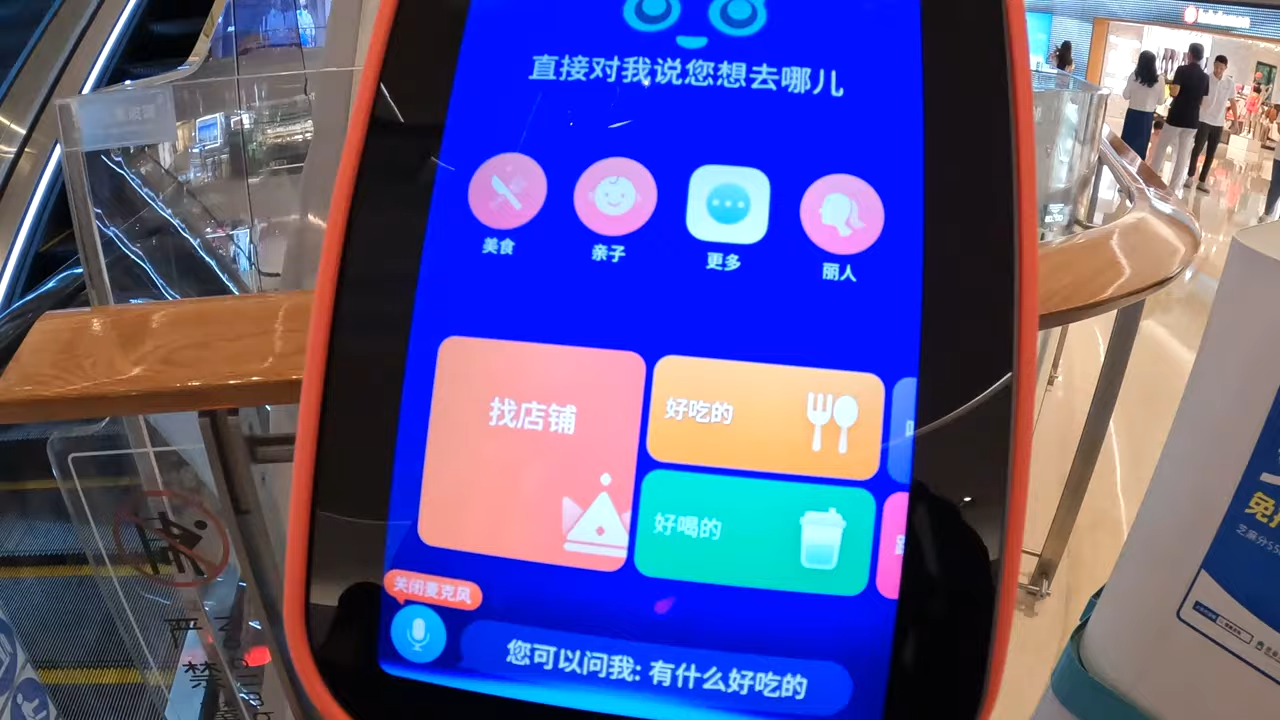 直接对我说您想去哪儿
美食
亲子
更多
丽人
找店铺
好吃的
好喝的
关闭麦克风
您可以问我: 有什么好吃的
严
禁